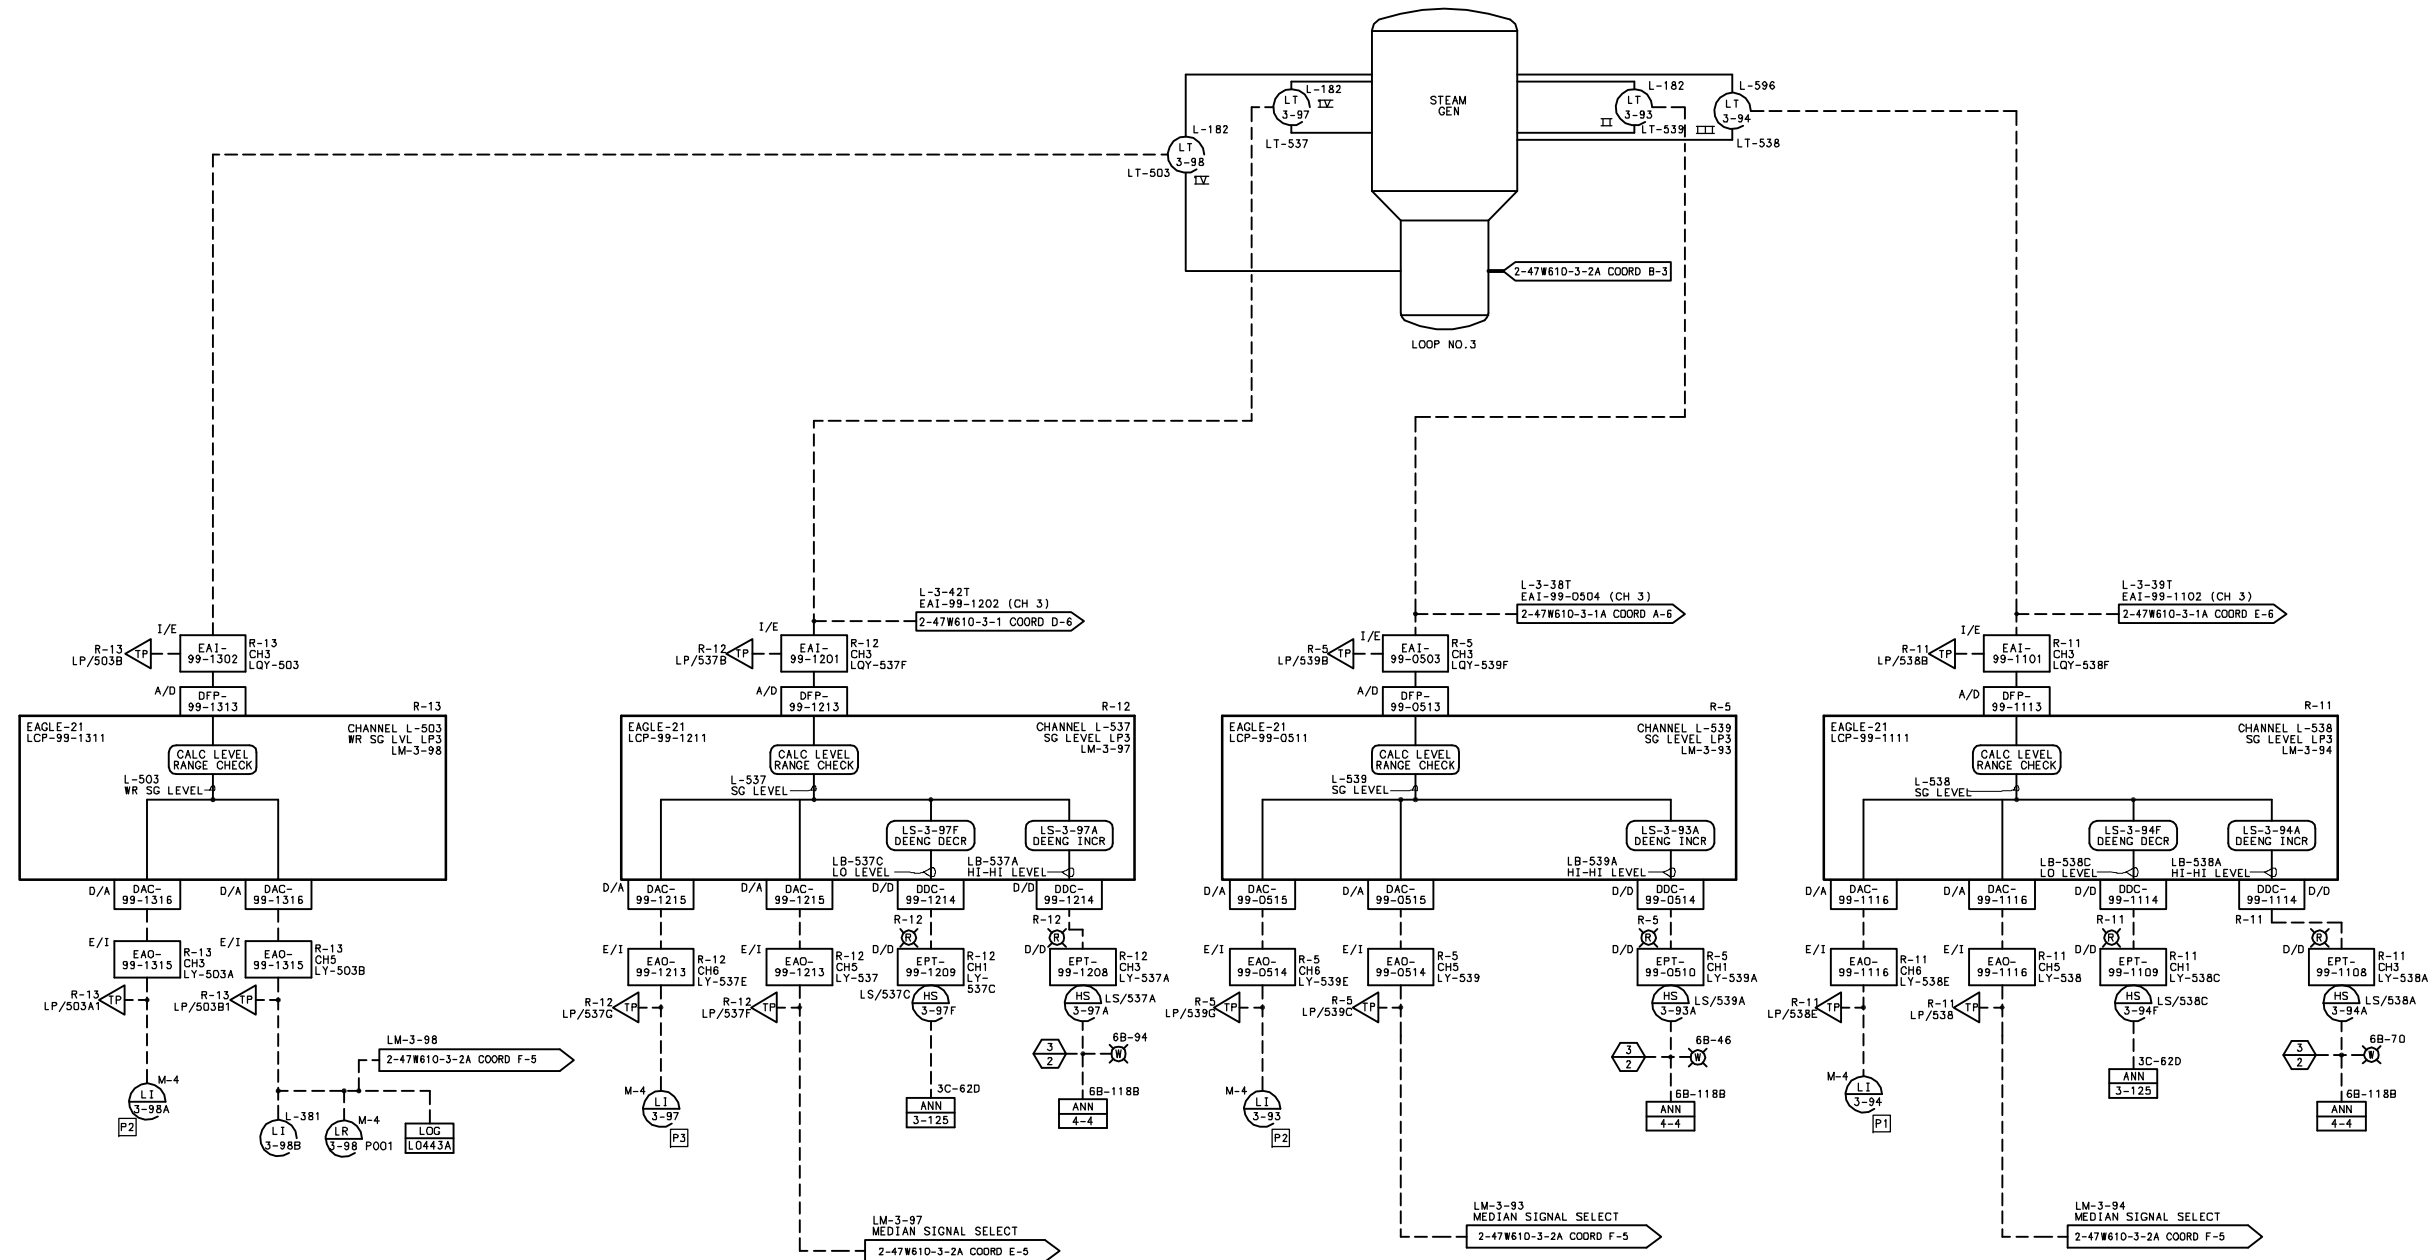 STEAM
GEN
L-182
LT
3-97
IV
LT-537
L-182
LT
3-93
II
LT-539
L-596
LT
3-94
III
LT-538
L-182
LT
3-98
LT-503
IV
2-47W610-3-2A COORD B-3
LOOP NO.3
I/E
R-13
LP/503B
TP
EAI-
99-1302
R-13
CH3
LQY-503
A/D
DFP-
99-1313
R-13
EAGLE-21
LCP-99-1311
CHANNEL L-503
WR SG LVL LP3
LM-3-98
CALC LEVEL
RANGE CHECK
L-503
WR SG LEVEL
D/A
DAC-
99-1316
D/A
DAC-
99-1316
E/I
EAO-
99-1315
R-13
CH3
LY-503A
E/I
EAO-
99-1315
R-13
CH5
LY-503B
R-13
LP/503A1
TP
R-13
LP/503B1
TP
LM-3-98
2-47W610-3-2A COORD F-5
M-4
LI
3-98A
P2
L-381
LI
3-98B
M-4
LR
3-98
P001
LOG
L0443A
L-3-42T
EAI-99-1202 (CH 3)
2-47W610-3-1 COORD D-6
I/E
R-12
LP/537B
TP
EAI-
99-1201
R-12
CH3
LQY-537F
A/D
DFP-
99-1213
R-12
EAGLE-21
LCP-99-1211
CHANNEL L-537
SG LEVEL LP3
LM-3-97
CALC LEVEL
RANGE CHECK
L-537
SG LEVEL
LS-3-97F
DEENG DECR
LS-3-97A
DEENG INCR
LB-537C
LO LEVEL
LB-537A
HI-HI LEVEL
D/A
DAC-
99-1215
D/A
DAC-
99-1215
D/D
DDC-
99-1214
D/D
DDC-
99-1214
R-12
R
R-12
R
E/I
EAO-
99-1213
R-12
CH6
LY-537E
E/I
EAO-
99-1213
R-12
CH5
LY-537
D/D
EPT-
99-1209
R-12
CH1
LY-
537C
D/D
EPT-
99-1208
R-12
CH3
LY-537A
LS/537C
HS
3-97F
HS
3-97A
LS/537A
R-12
LP/537G
TP
R-12
LP/537F
TP
3
2
6B-94
W
M-4
LI
3-97
P3
3C-62D
ANN
3-125
6B-118B
ANN
4-4
LM-3-97
MEDIAN SIGNAL SELECT
2-47W610-3-2A COORD E-5
L-3-38T
EAI-99-0504 (CH 3)
2-47W610-3-1A COORD A-6
I/E
R-5
LP/539B
TP
EAI-
99-0503
R-5
CH3
LQY-539F
A/D
DFP-
99-0513
R-5
EAGLE-21
LCP-99-0511
CHANNEL L-539
SG LEVEL LP3
LM-3-93
CALC LEVEL
RANGE CHECK
L-539
SG LEVEL
LS-3-93A
DEENG INCR
LB-539A
HI-HI LEVEL
D/A
DAC-
99-0515
D/A
DAC-
99-0515
D/D
DDC-
99-0514
R-5
R
E/I
EAO-
99-0514
R-5
CH6
LY-539E
E/I
EAO-
99-0514
R-5
CH5
LY-539
D/D
EPT-
99-0510
R-5
CH1
LY-539A
HS
3-93A
LS/539A
R-5
LP/539G
TP
R-5
LP/539C
TP
3
2
6B-46
W
M-4
LI
3-93
P2
6B-118B
ANN
4-4
LM-3-93
MEDIAN SIGNAL SELECT
2-47W610-3-2A COORD F-5
L-3-39T
EAI-99-1102 (CH 3)
2-47W610-3-1A COORD E-6
I/E
R-11
LP/538B
TP
EAI-
99-1101
R-11
CH3
LQY-538F
A/D
DFP-
99-1113
R-11
EAGLE-21
LCP-99-1111
CHANNEL L-538
SG LEVEL LP3
LM-3-94
CALC LEVEL
RANGE CHECK
L-538
SG LEVEL
LS-3-94F
DEENG DECR
LS-3-94A
DEENG INCR
LB-538C
LO LEVEL
LB-538A
HI-HI LEVEL
D/A
DAC-
99-1116
D/A
DAC-
99-1116
D/D
DDC-
99-1114
DDC-
99-1114
D/D
R-11
R
R-11
R
E/I
EAO-
99-1116
R-11
CH6
LY-538E
E/I
EAO-
99-1116
R-11
CH5
LY-538
D/D
EPT-
99-1109
R-11
CH1
LY-538C
D/D
EPT-
99-1108
R-11
CH3
LY-538A
HS
3-94F
LS/538C
HS
3-94A
LS/538A
R-11
LP/538E
TP
R-11
LP/538
TP
3
2
6B-70
W
M-4
LI
3-94
P1
3C-62D
ANN
3-125
6B-118B
ANN
4-4
LM-3-94
MEDIAN SIGNAL SELECT
2-47W610-3-2A COORD F-5